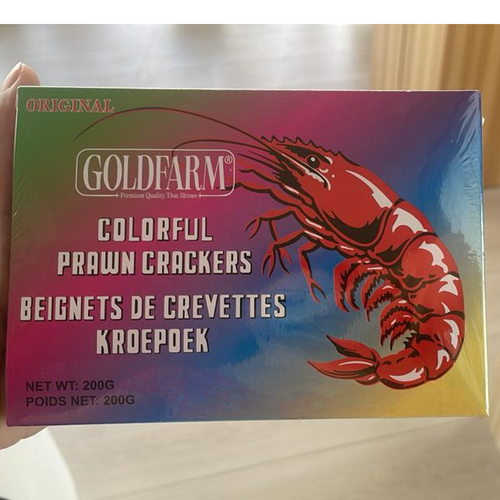 ORIGINAL
GOLDFARM®
Premium Quality That Shines
COLORFUL
PRAWN CRACKERS
BEIGNETS DE CREVETTES
KROEPOEK
NET WT: 200G
POIDS NET: 200G